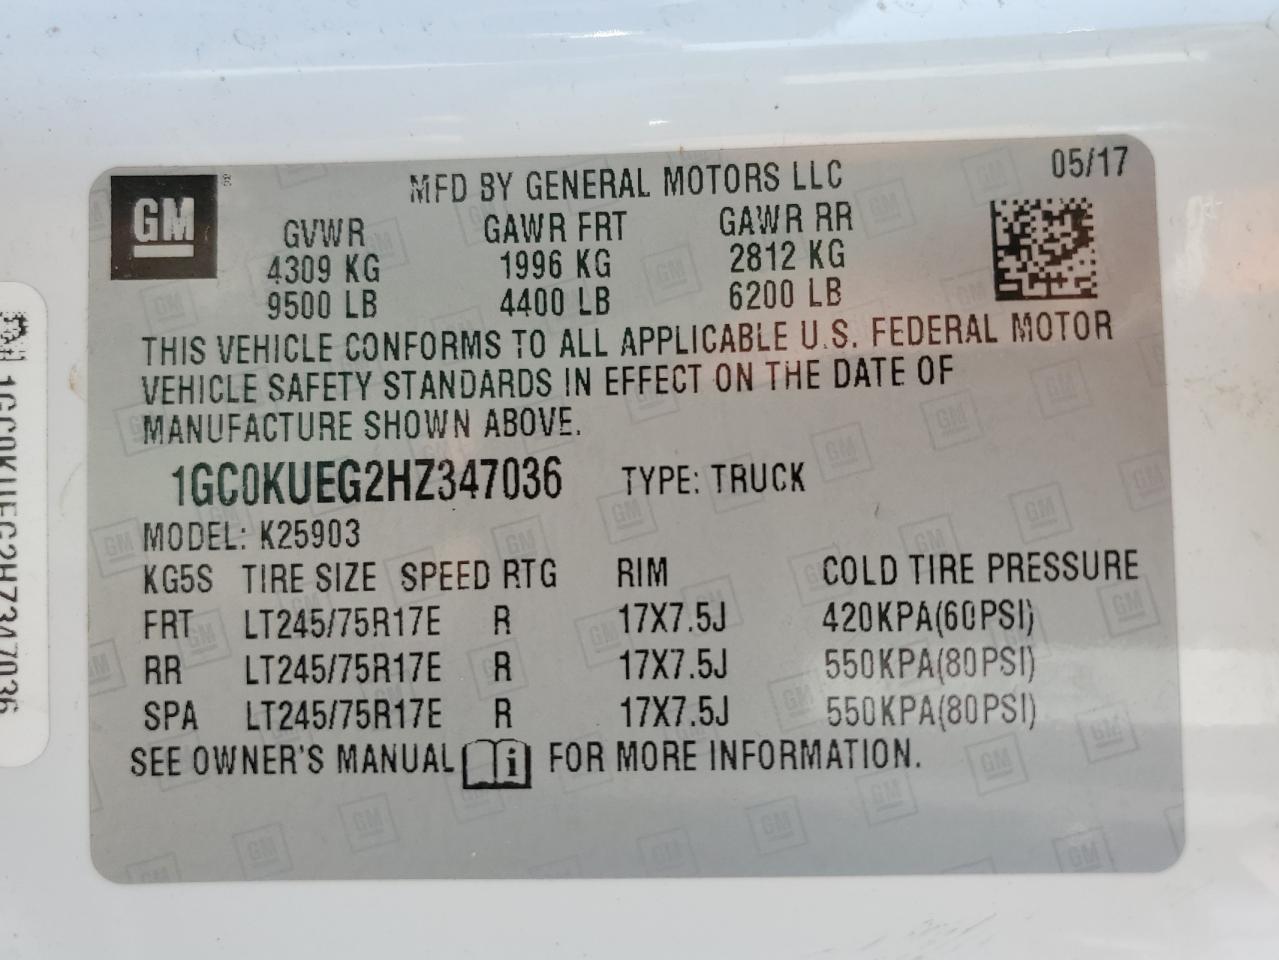 GM
MFD BY GENERAL MOTORS LLC
05/17
GVWR GAWR FRT GAWR RR
4309 KG 1996 KG 2812 KG
9500 LB 4400 LB 6200 LB
THIS VEHICLE CONFORMS TO ALL APPLICABLE U.S. FEDERAL MOTOR
VEHICLE SAFETY STANDARDS IN EFFECT ON THE DATE OF
MANUFACTURE SHOWN ABOVE.
1GC0KUEG2HZ347036 TYPE: TRUCK
MODEL: K25903
KG5S TIRE SIZE SPEED RTG RIM COLD TIRE PRESSURE
FRT LT245/75R17E R 17X7.5J 420KPA(60PSI)
RR LT245/75R17E R 17X7.5J 550KPA(80PSI)
SPA LT245/75R17E R 17X7.5J 550KPA(80PSI)
SEE OWNER'S MANUAL i FOR MORE INFORMATION.
1GC0KUEG2HZ347036